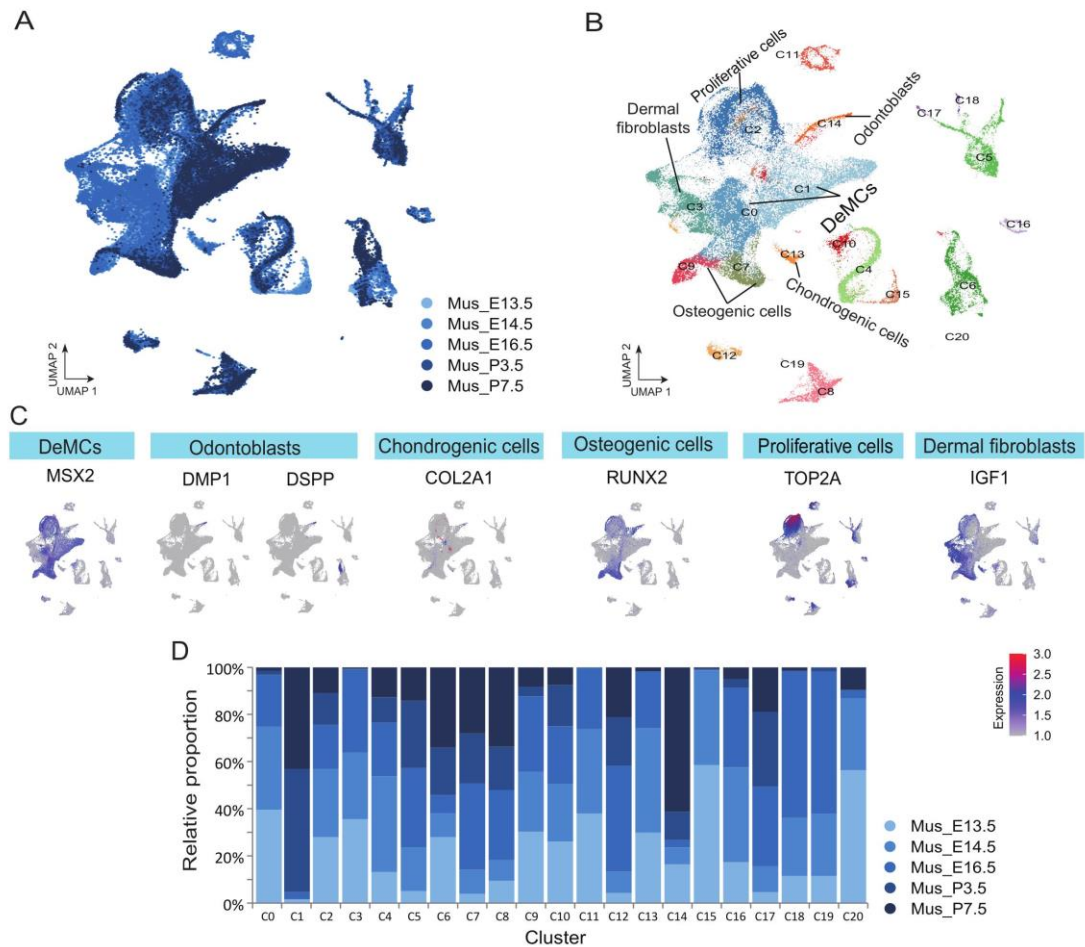 A
Mus_E13.5
Mus_E14.5
Mus_E16.5
Mus_P3.5
Mus_P7.5
UMAP 2
UMAP 1
B
C11
Proliferative cells
Dermal
fibroblasts
C2
C14
Odontoblasts
C17
C18
C5
C1
C3
C0
DeMCs
C16
C10
C13
C9
C7
C4
C15
C6
Osteogenic cells
Chondrogenic cells
C20
C12
C19
C8
UMAP 2
UMAP 1
C
DeMCs
Odontoblasts
Chondrogenic cells
Osteogenic cells
Proliferative cells
Dermal fibroblasts
MSX2
DMP1
DSPP
COL2A1
RUNX2
TOP2A
IGF1
D
100%
80%
60%
40%
20%
0%
Relative proportion
C0 C1 C2 C3 C4 C5 C6 C7 C8 C9 C10 C11 C12 C13 C14 C15 C16 C17 C18 C19 C20
Cluster
Expression
3.0
2.5
2.0
1.5
1.0
Mus_E13.5
Mus_E14.5
Mus_E16.5
Mus_P3.5
Mus_P7.5